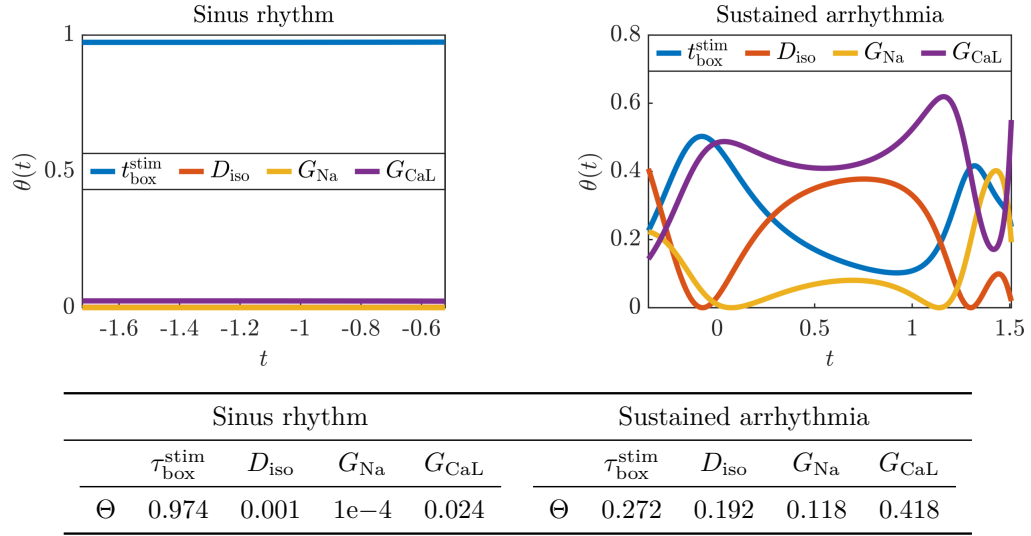 Sinus rhythm
1
0.5
0
θ(t)
t_box^stim D_iso G_Na G_CaL
-1.6 -1.4 -1.2 -1 -0.8 -0.6
t
Sustained arrhythmia
0.8
0.6
0.4
0.2
0
θ(t)
t_box^stim D_iso G_Na G_CaL
0 0.5 1 1.5
t
Sinus rhythm Sustained arrhythmia
τ_box^stim D_iso G_Na G_CaL τ_box^stim D_iso G_Na G_CaL
Θ 0.974 0.001 1e−4 0.024 Θ 0.272 0.192 0.118 0.418